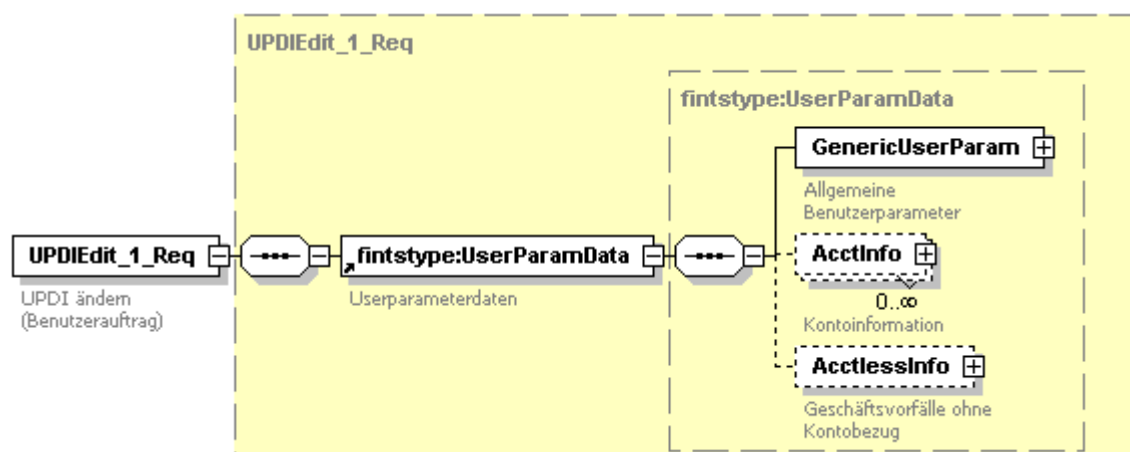 UPDIEdit_1_Req
fintstype:UserParamData
GenericUserParam
Allgemeine
Benutzerparameter
UPDIEdit_1_Req
UPDI ändern
(Benutzerauftrag)
fintstype:UserParamData
Userparameterdaten
AcctInfo
0..∞
Kontoinformation
AcctlessInfo
Geschäftsvorfälle ohne
Kontobezug